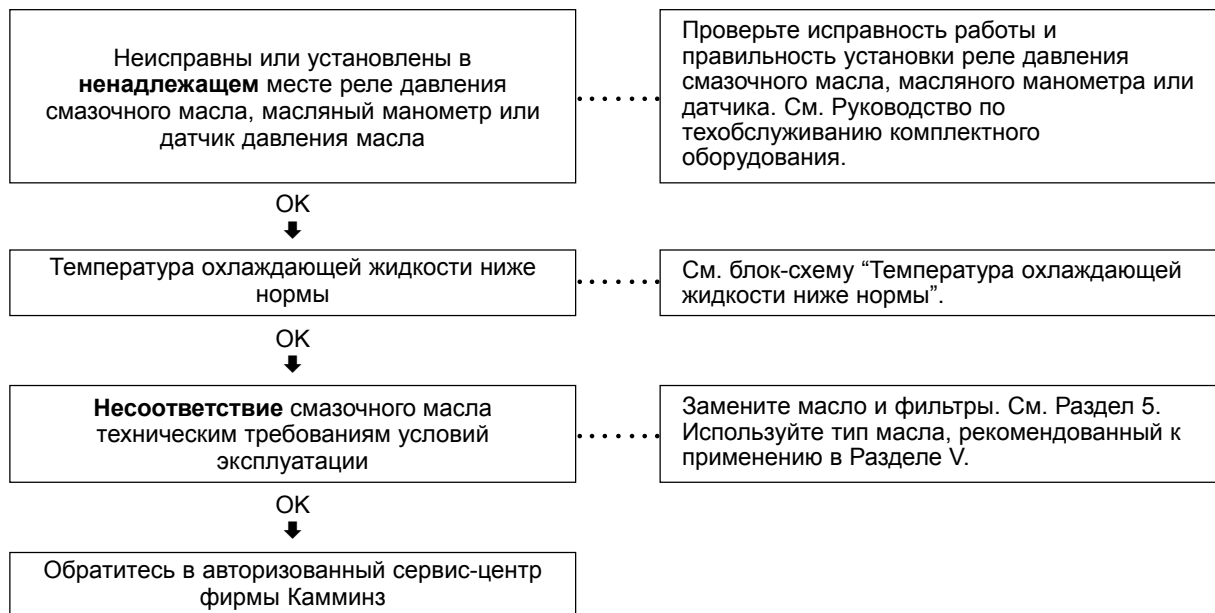 Неисправны или установлены в
ненадлежащем месте реле давления
смазочного масла, масляный манометр или
датчик давления масла
Проверьте исправность работы и
правильность установки реле давления
смазочного масла, масляного манометра или
датчика. См. Руководство по
техобслуживанию комплектного
оборудования.
OK
Температура охлаждающей жидкости ниже
нормы
См. блок-схему “Температура охлаждающей
жидкости ниже нормы”.
OK
Несоответствие смазочного масла
техническим требованиям условий
эксплуатации
Замените масло и фильтры. См. Раздел 5.
Используйте тип масла, рекомендованный к
применению в Разделе V.
OK
Обратитесь в авторизованный сервис-центр
фирмы Камминз